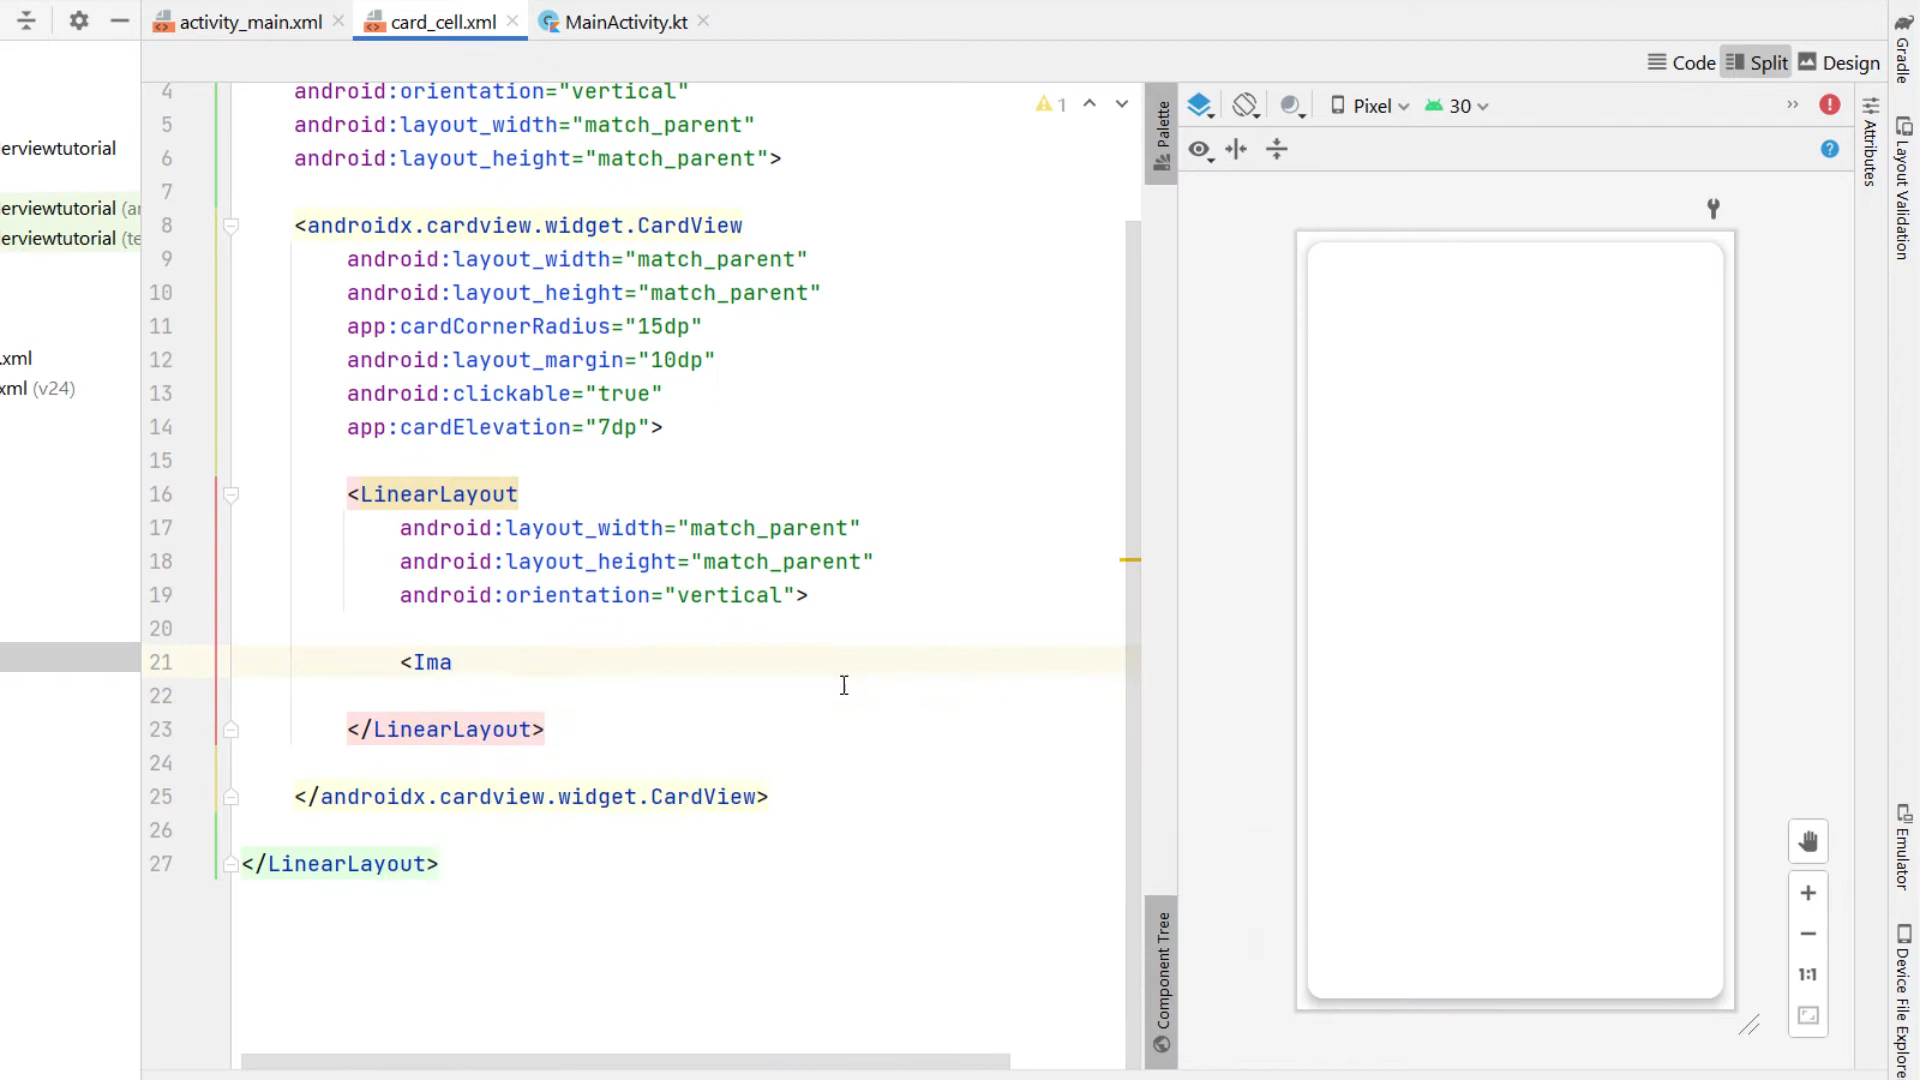 activity_main.xml card_cell.xml MainActivity.kt
Code Split Design
4 android:orientation="vertical"
5 android:layout_width="match_parent"
6 android:layout_height="match_parent">
7
8 <androidx.cardview.widget.CardView
9 android:layout_width="match_parent"
10 android:layout_height="match_parent"
11 app:cardCornerRadius="15dp"
12 android:layout_margin="10dp"
13 android:clickable="true"
14 app:cardElevation="7dp">
15
16 <LinearLayout
17 android:layout_width="match_parent"
18 android:layout_height="match_parent"
19 android:orientation="vertical">
20
21 <Ima
22
23 </LinearLayout>
24
25 </androidx.cardview.widget.CardView>
26
27 </LinearLayout>
1
erviewtutorial
erviewtutorial (ar
erviewtutorial (te
.xml
xml (v24)
Palette
Component Tree
Pixel 30
1:1
Attributes
Gradle
Layout Validation
Emulator
Device File Explore